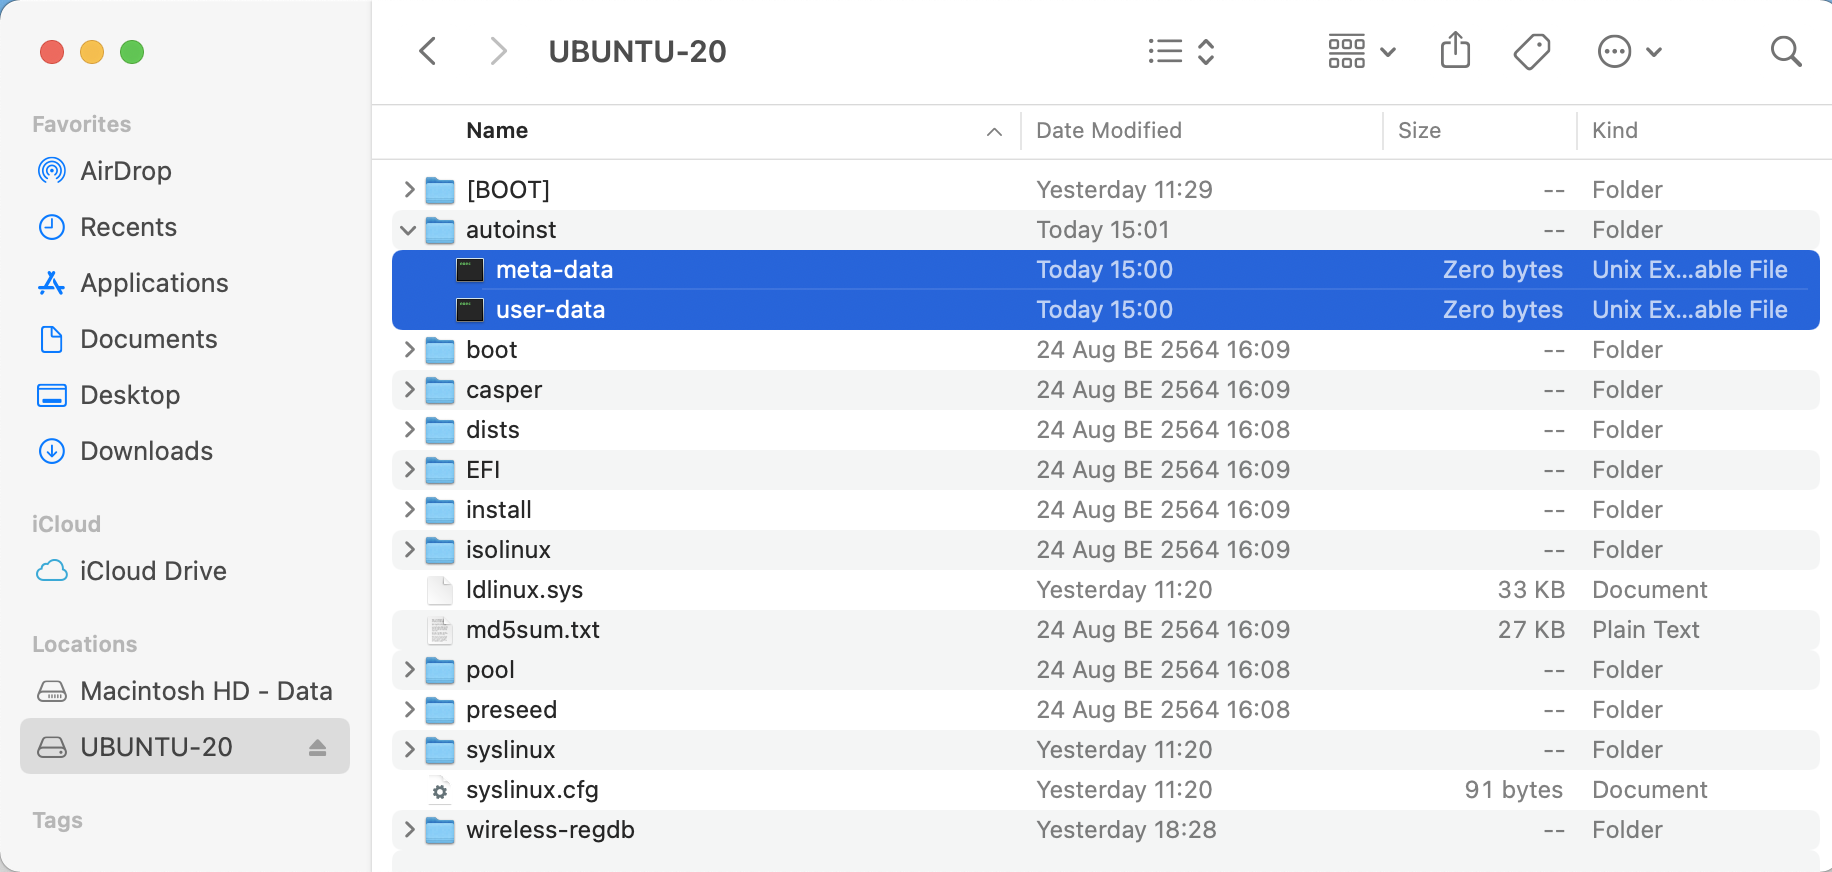 UBUNTU-20
Favorites
AirDrop
Recents
Applications
Documents
Desktop
Downloads
iCloud
iCloud Drive
Locations
Macintosh HD - Data
UBUNTU-20
Tags
Name Date Modified Size Kind
[BOOT] Yesterday 11:29 -- Folder
autoinst Today 15:01 -- Folder
meta-data Today 15:00 Zero bytes Unix Ex...able File
user-data Today 15:00 Zero bytes Unix Ex...able File
boot 24 Aug BE 2564 16:09 -- Folder
casper 24 Aug BE 2564 16:09 -- Folder
dists 24 Aug BE 2564 16:08 -- Folder
EFI 24 Aug BE 2564 16:09 -- Folder
install 24 Aug BE 2564 16:09 -- Folder
isolinux 24 Aug BE 2564 16:09 -- Folder
ldlinux.sys Yesterday 11:20 33 KB Document
md5sum.txt 24 Aug BE 2564 16:09 27 KB Plain Text
pool 24 Aug BE 2564 16:08 -- Folder
preseed 24 Aug BE 2564 16:08 -- Folder
syslinux Yesterday 11:20 -- Folder
syslinux.cfg Yesterday 11:20 91 bytes Document
wireless-regdb Yesterday 18:28 -- Folder